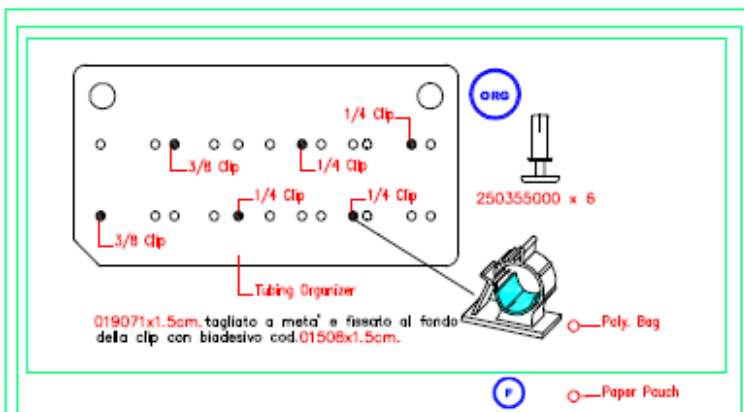 ORG
1/4 Clip
3/8 Clip
1/4 Clip
250355000 x 6
1/4 Clip
1/4 Clip
3/8 Clip
Tubing Organizer
019071x1.5cm. tagliato a meta' e fissato al fondo
della clip con biadesivo cod.01508x1.5cm.
Poly. Bag
F
Paper Pouch